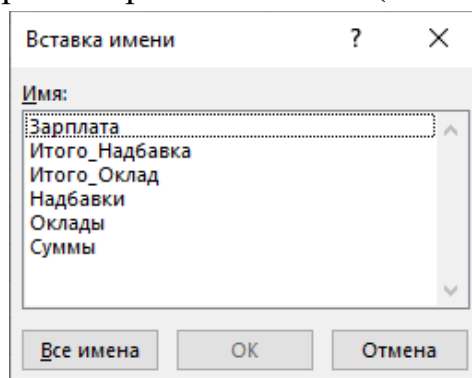 Вставка имени ? ×
Имя:
Зарплата
Итого_Надбавка
Итого_Оклад
Надбавки
Оклады
Суммы
Все имена ОК Отмена